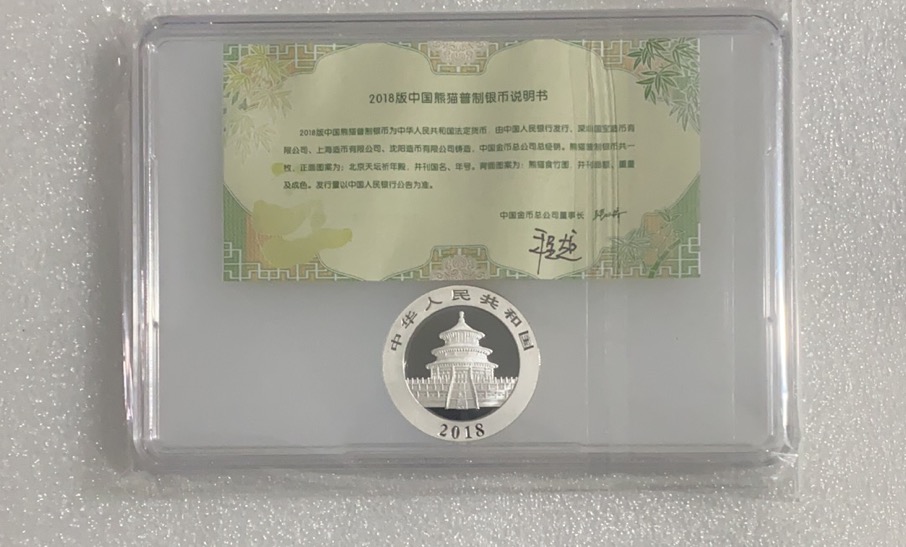 2018版中国熊猫普制银币说明书
2018版中国熊猫普制银币为中华人民共和国法定货币，由中国人民银行发行、深圳国宝造币有
限公司、上海造币有限公司、沈阳造币有限公司铸造，中国金币总公司总经销。熊猫普制银币共一
枚，正面图案为：北京天坛祈年殿，并刊国名、年号。背面图案为：熊猫食竹图，并刊面额、重量
及成色。发行量以中国人民银行公告为准。
中国金币总公司董事长
中华人民共和国
2018